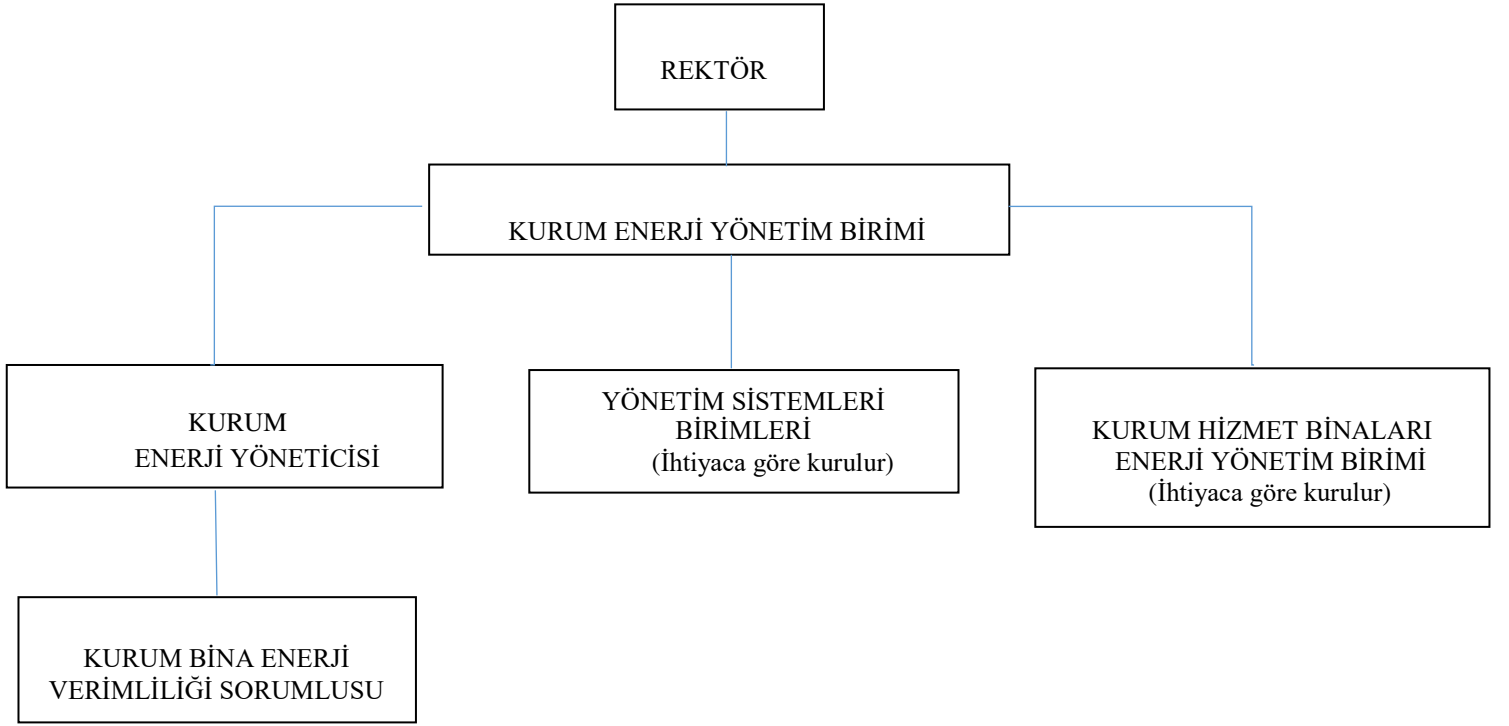 REKTÖR
KURUM ENERJİ YÖNETİM BİRİMİ
KURUM
ENERJİ YÖNETİCİSİ
YÖNETİM SİSTEMLERİ
BİRİMLERİ
(İhtiyaca göre kurulur)
KURUM HİZMET BİNALARI
ENERJİ YÖNETİM BİRİMİ
(İhtiyaca göre kurulur)
KURUM BİNA ENERJİ
VERİMLİLİĞİ SORUMLUSU